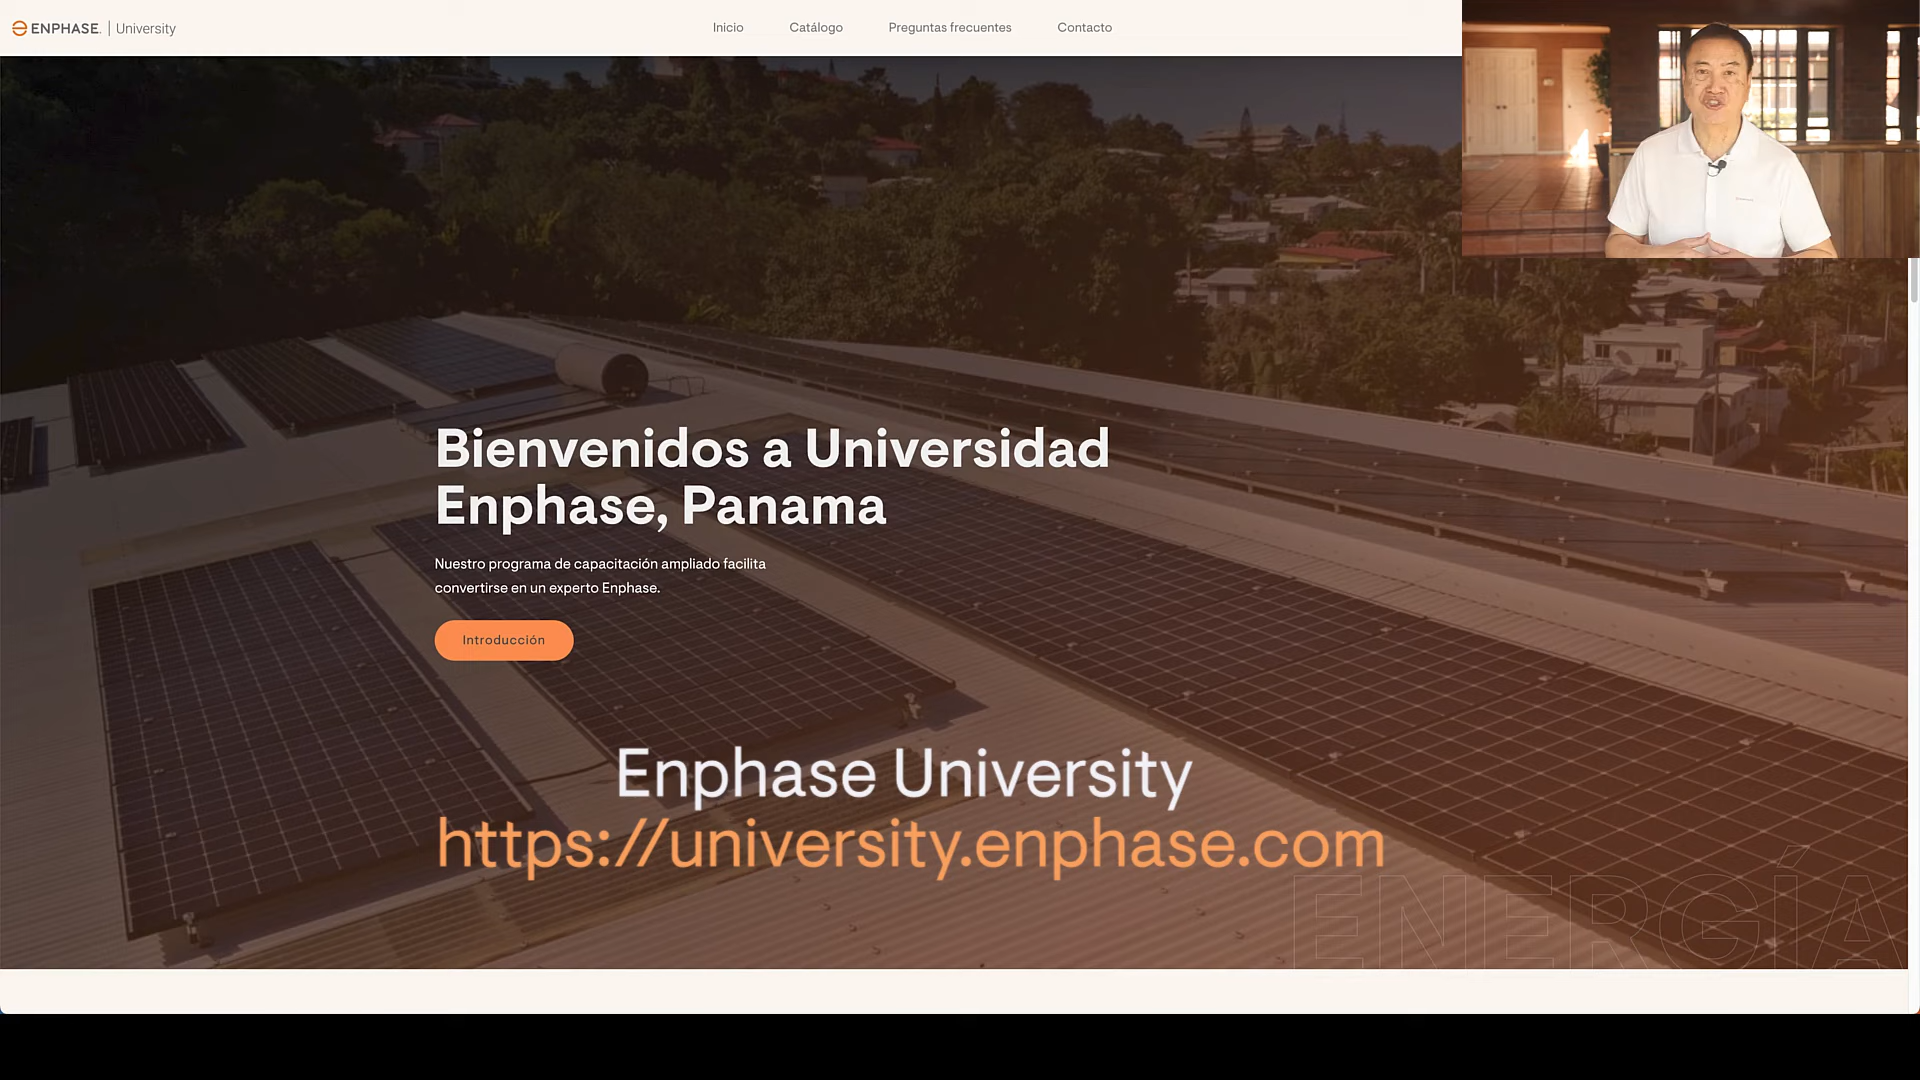 ENPHASE. | University
Inicio
Catálogo
Preguntas frecuentes
Contacto
Bienvenidos a Universidad
Enphase, Panama
Nuestro programa de capacitación ampliado facilita
convertirse en un experto Enphase.
Introducción
Enphase University
https://university.enphase.com
ENERGÍA